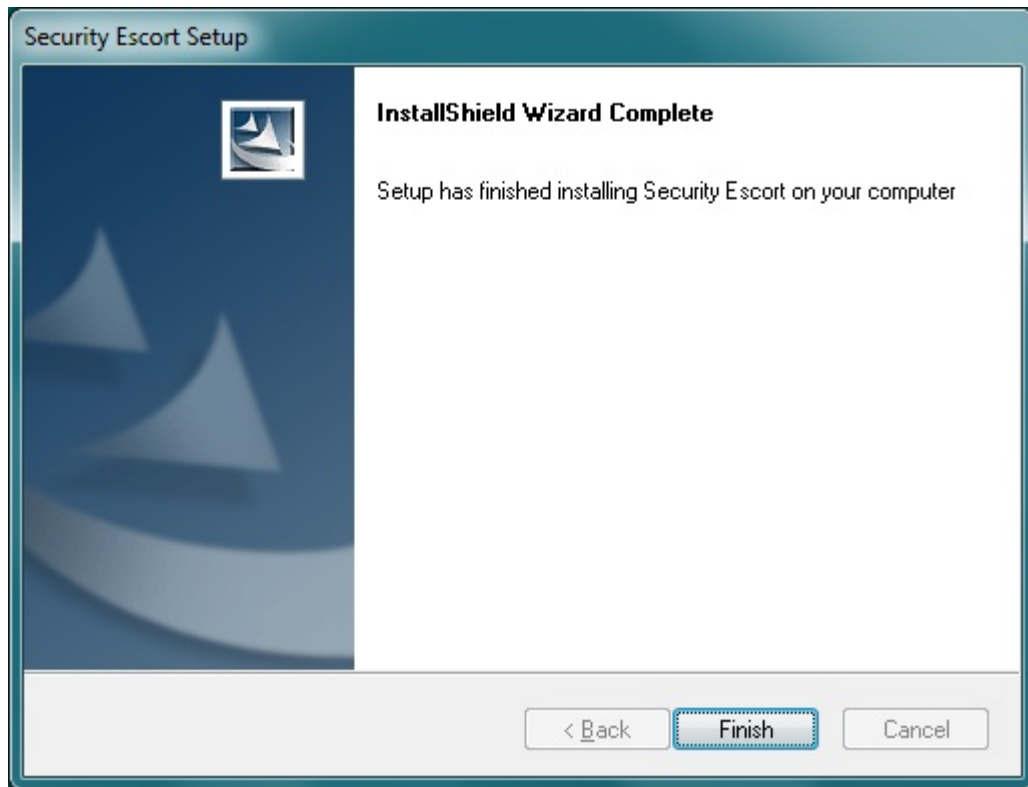 Security Escort Setup
InstallShield Wizard Complete
Setup has finished installing Security Escort on your computer
< Back
Finish
Cancel